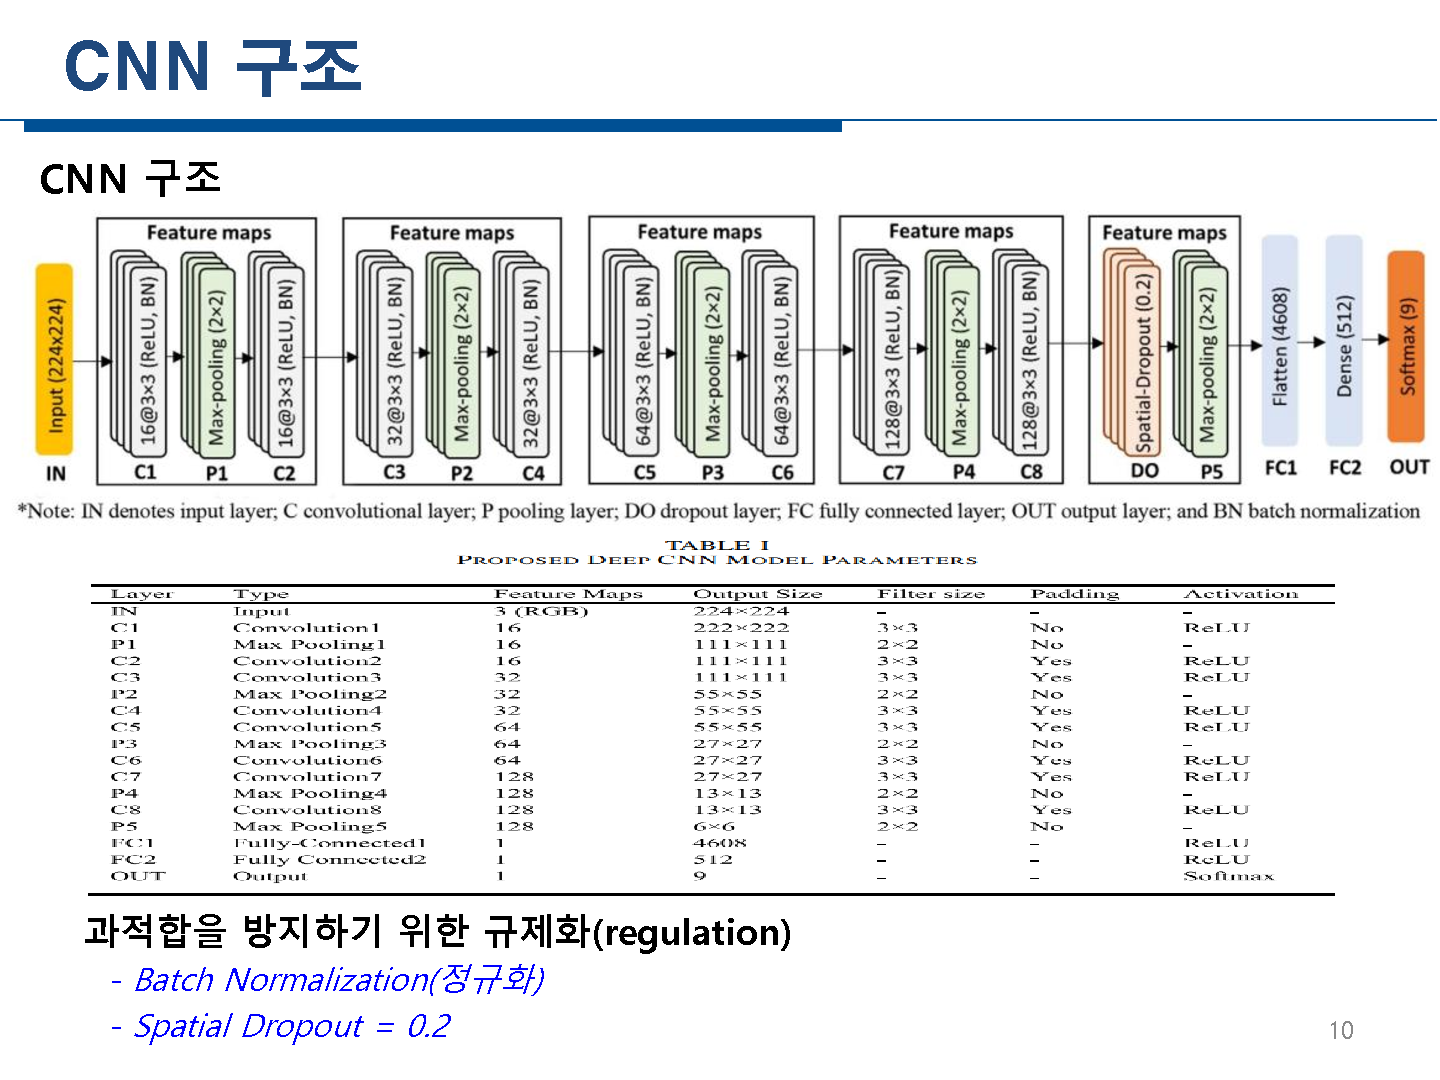 CNN 구조
CNN 구조
Feature maps
Feature maps
Feature maps
Feature maps
Feature maps
Input (224x224)
16@3×3 (ReLU, BN)
Max-pooling (2×2)
16@3×3 (ReLU, BN)
32@3×3 (ReLU, BN)
Max-pooling (2×2)
32@3×3 (ReLU, BN)
64@3×3 (ReLU, BN)
Max-pooling (2×2)
64@3×3 (ReLU, BN)
128@3×3 (ReLU, BN)
Max-pooling (2×2)
128@3×3 (ReLU, BN)
Spatial-Dropout (0.2)
Max-pooling (2×2)
Flatten (4608)
Dense (512)
Softmax (9)
IN C1 P1 C2 C3 P2 C4 C5 P3 C6 C7 P4 C8 DO P5 FC1 FC2 OUT
*Note: IN denotes input layer; C convolutional layer; P pooling layer; DO dropout layer; FC fully connected layer; OUT output layer; and BN batch normalization
TABLE I
PROPOSED DEEP CNN MODEL PARAMETERS
Layer Type Feature Maps Output Size Filter size Padding Activation
IN Input 3 (RGB) 224×224 – – –
C1 Convolution1 16 222×222 3×3 No ReLU
P1 Max Pooling1 16 111×111 2×2 No –
C2 Convolution2 16 111×111 3×3 Yes ReLU
C3 Convolution3 32 111×111 3×3 Yes ReLU
P2 Max Pooling2 32 55×55 2×2 No –
C4 Convolution4 32 55×55 3×3 Yes ReLU
C5 Convolution5 64 55×55 3×3 Yes ReLU
P3 Max Pooling3 64 27×27 2×2 No –
C6 Convolution6 64 27×27 3×3 Yes ReLU
C7 Convolution7 128 27×27 3×3 Yes ReLU
P4 Max Pooling4 128 13×13 2×2 No –
C8 Convolution8 128 13×13 3×3 Yes ReLU
P5 Max Pooling5 128 6×6 2×2 No –
FC1 Fully-Connected1 1 4608 – – ReLU
FC2 Fully Connected2 1 512 – – ReLU
OUT Output 1 9 – – Softmax
과적합을 방지하기 위한 규제화(regulation)
- Batch Normalization(정규화)
- Spatial Dropout = 0.2
10